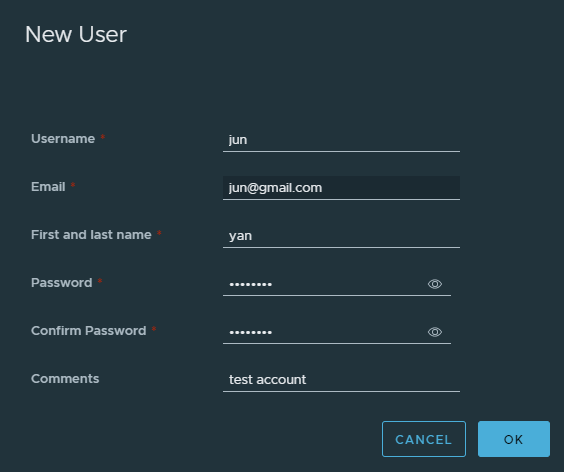 New User
Username * jun
Email * jun@gmail.com
First and last name * yan
Password * ••••••••
Confirm Password * ••••••••
Comments test account
CANCEL OK